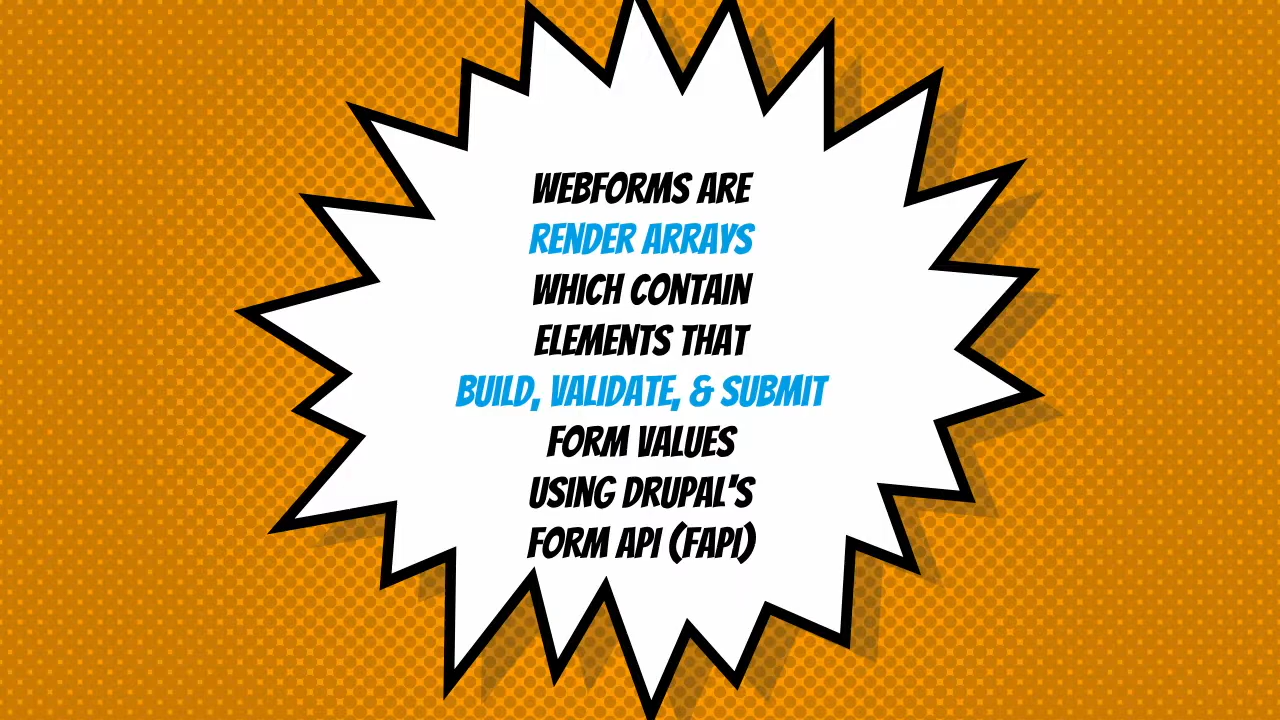 WEBFORMS ARE
RENDER ARRAYS
WHICH CONTAIN
ELEMENTS THAT
BUILD, VALIDATE, & SUBMIT
FORM VALUES
USING DRUPAL'S
FORM API (FAPI)